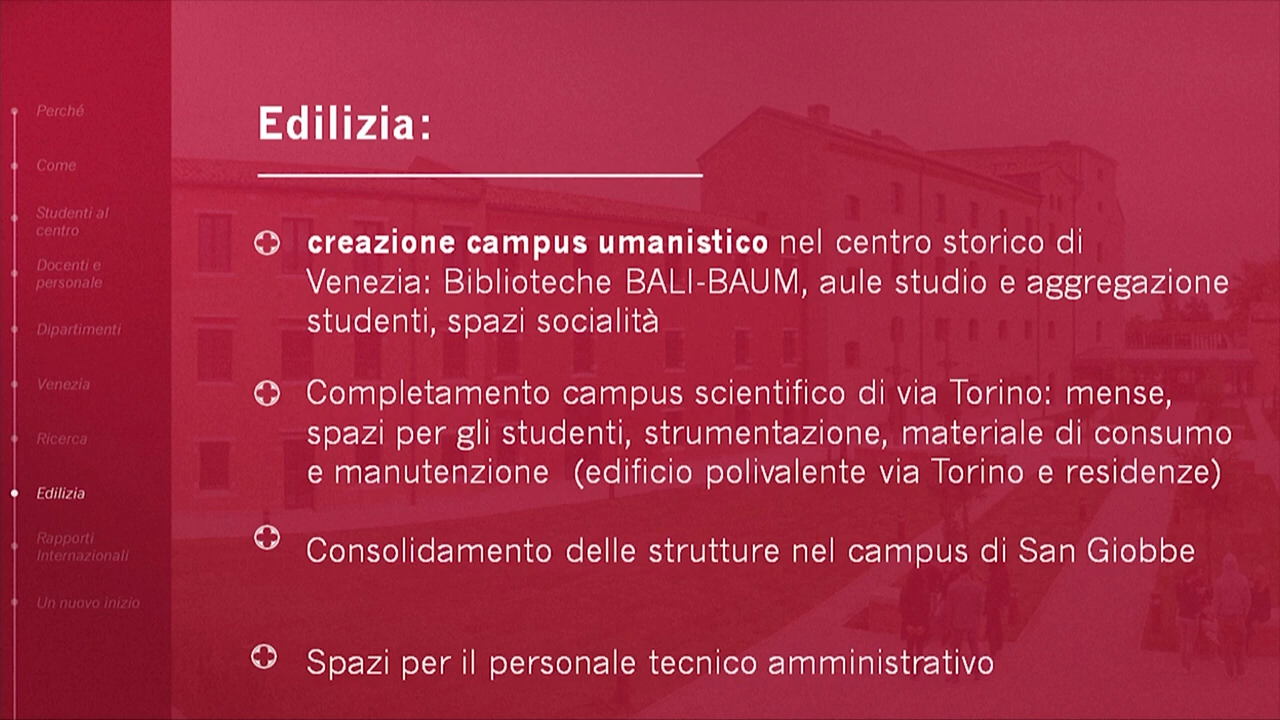 Perché
Come
Studenti al
centro
Docenti e
personale
Dipartimenti
Venezia
Ricerca
Edilizia
Rapporti
Internazionali
Un nuovo inizio
Edilizia:
creazione campus umanistico nel centro storico di
Venezia: Biblioteche BALI-BAUM, aule studio e aggregazione
studenti, spazi socialità
Completamento campus scientifico di via Torino: mense,
spazi per gli studenti, strumentazione, materiale di consumo
e manutenzione (edificio polivalente via Torino e residenze)
Consolidamento delle strutture nel campus di San Giobbe
Spazi per il personale tecnico amministrativo